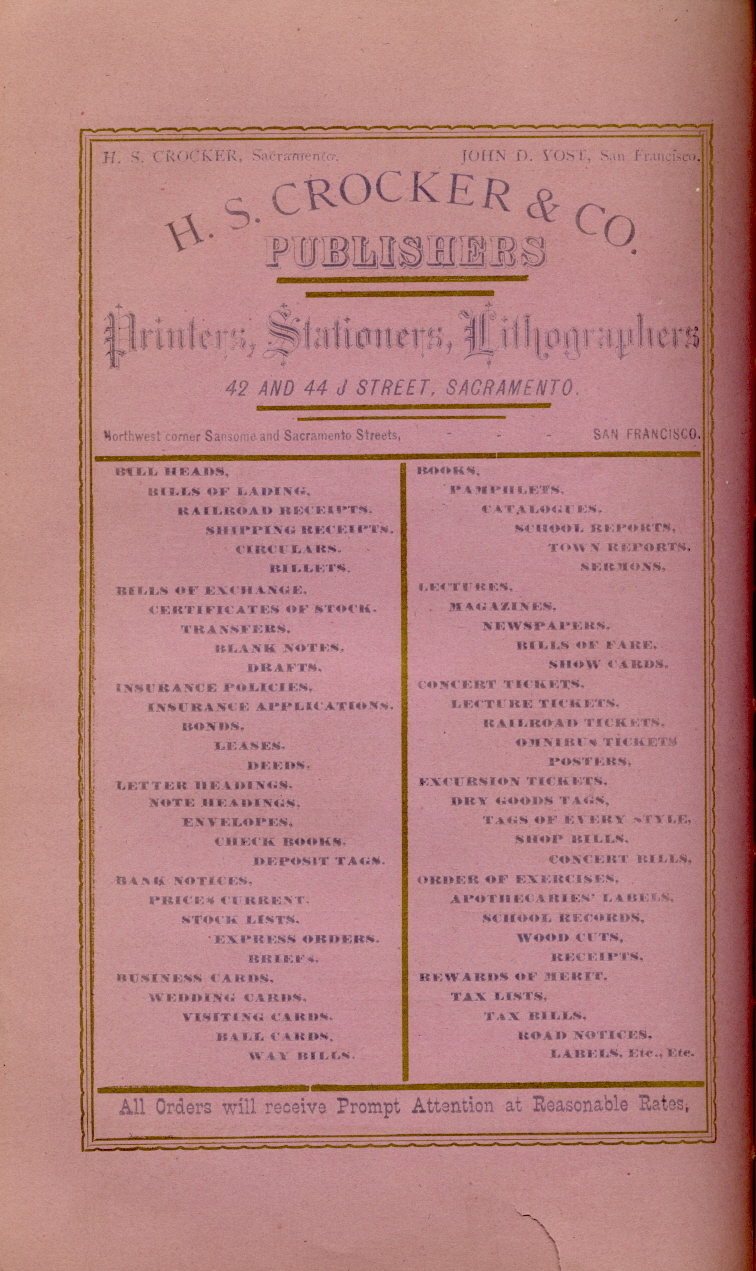 H. S. CROCKER, Sacramento. JOHN D. YOST, San Francisco.
H. S. CROCKER & CO.
PUBLISHERS
Printers, Stationers, Lithographers
42 AND 44 J STREET, SACRAMENTO.
Northwest corner Sansome and Sacramento Streets, - - - SAN FRANCISCO.
BILL HEADS,
BILLS OF LADING,
RAILROAD RECEIPTS.
SHIPPING RECEIPTS.
CIRCULARS.
BILLETS.
BILLS OF EXCHANGE,
CERTIFICATES OF STOCK.
TRANSFERS.
BLANK NOTES,
DRAFTS,
INSURANCE POLICIES,
INSURANCE APPLICATIONS.
BONDS,
LEASES.
DEEDS.
LETTER HEADINGS.
NOTE HEADINGS,
ENVELOPES,
CHECK BOOKS,
DEPOSIT TAGS.
BANK NOTICES,
PRICES CURRENT.
STOCK LISTS.
EXPRESS ORDERS.
BRIEFS.
BUSINESS CARDS,
WEDDING CARDS,
VISITING CARDS.
BALL CARDS,
WAY BILLS.
BOOKS,
PAMPHLETS,
CATALOGUES.
SCHOOL REPORTS,
TOWN REPORTS,
SERMONS,
LECTURES,
MAGAZINES,
NEWSPAPERS.
BILLS OF FARE,
SHOW CARDS.
CONCERT TICKETS.
LECTURE TICKETS.
RAILROAD TICKETS,
OMNIBUS TICKETS
POSTERS,
EXCURSION TICKETS,
DRY GOODS TAGS,
TAGS OF EVERY STYLE,
SHOP BILLS.
CONCERT BILLS,
ORDER OF EXERCISES,
APOTHECARIES' LABELS,
SCHOOL RECORDS,
WOOD CUTS,
RECEIPTS,
REWARDS OF MERIT.
TAX LISTS,
TAX BILLS,
ROAD NOTICES,
LABELS, Etc., Etc.
All Orders will receive Prompt Attention at Reasonable Rates,